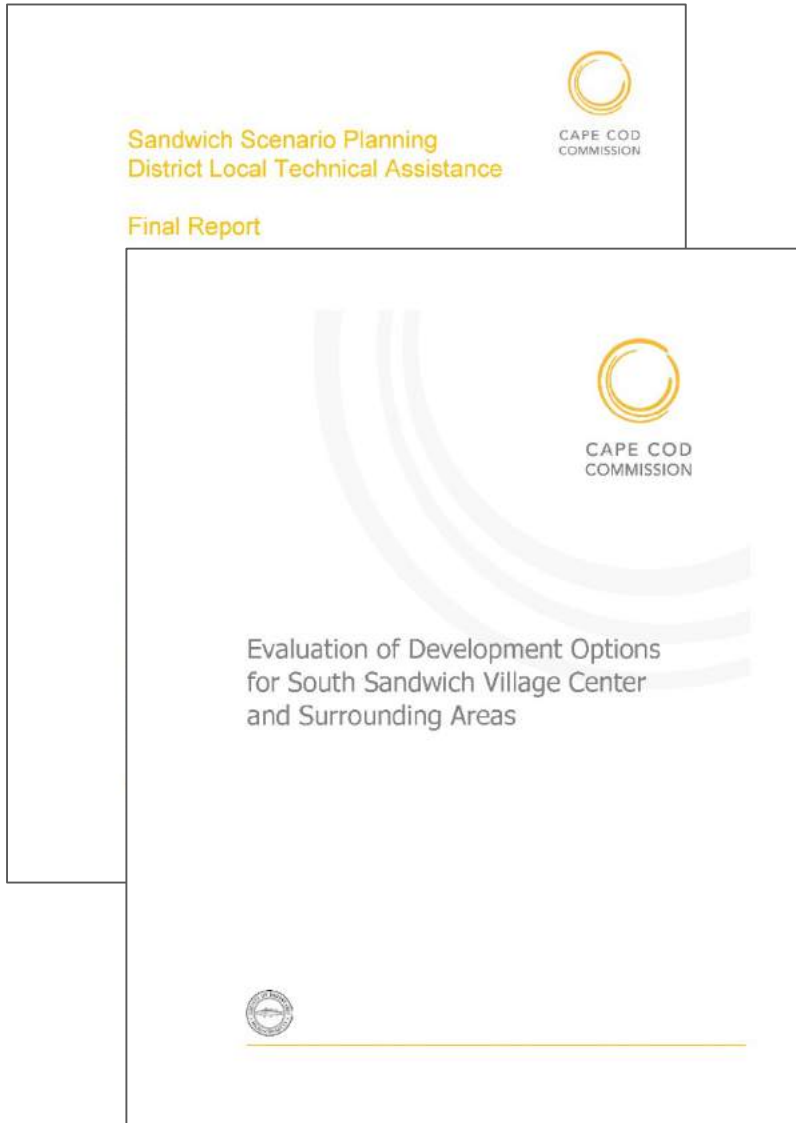 CAPE COD
COMMISSION
Sandwich Scenario Planning
District Local Technical Assistance
Final Report
CAPE COD
COMMISSION
Evaluation of Development Options
for South Sandwich Village Center
and Surrounding Areas